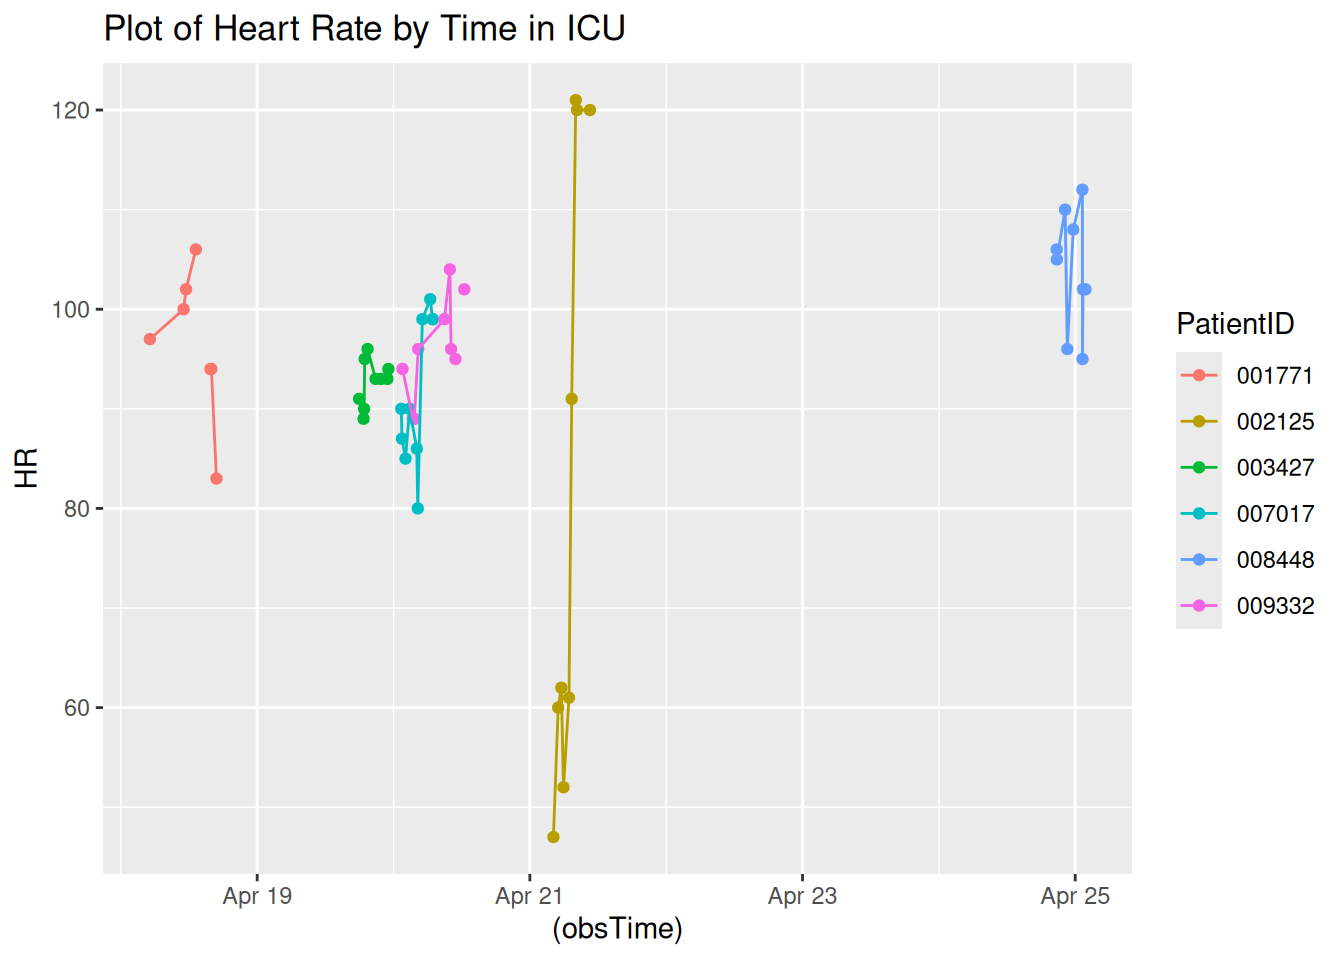 Plot of Heart Rate by Time in ICU
120
100
80
60
HR
Apr 19
Apr 21
Apr 23
Apr 25
(obsTime)
PatientID
001771
002125
003427
007017
008448
009332